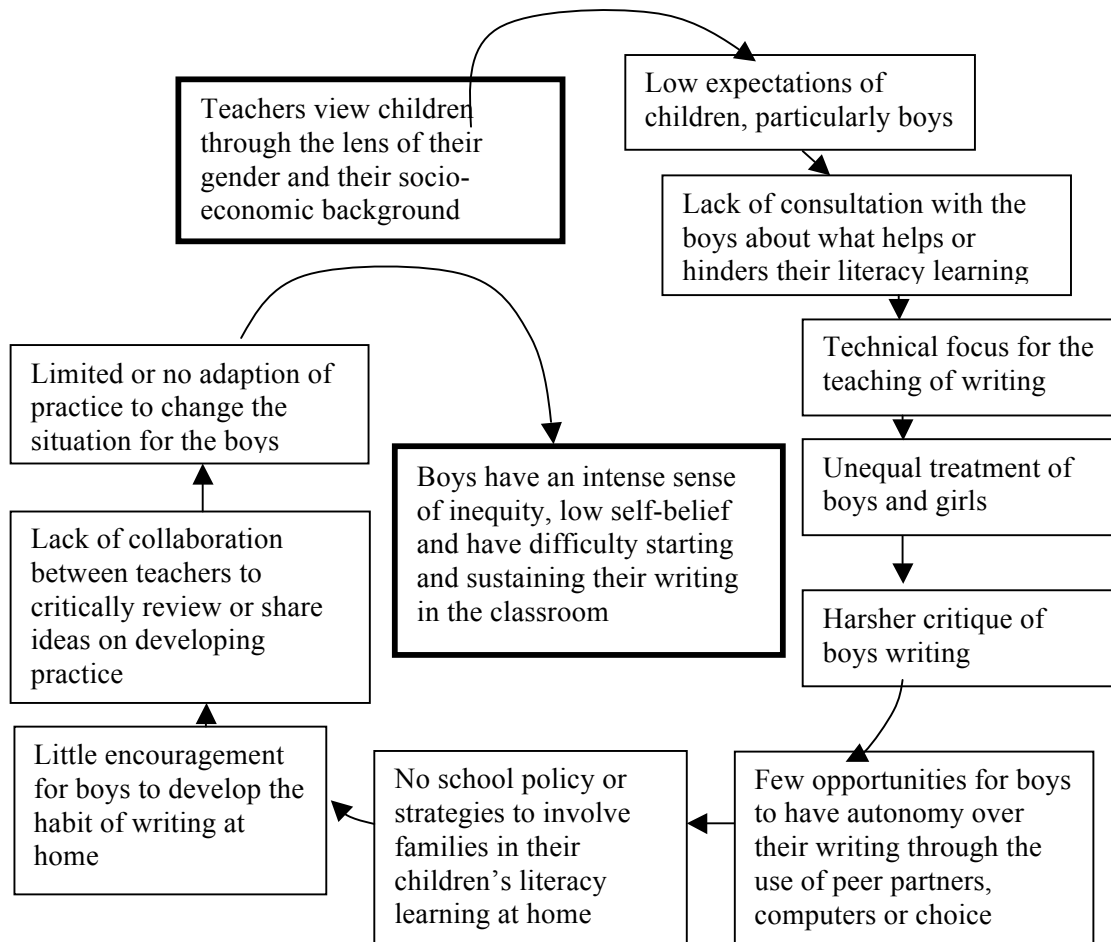 Teachers view children
through the lens of their
gender and their socio-
economic background
Low expectations of
children, particularly boys
Lack of consultation with the
boys about what helps or
hinders their literacy learning
Technical focus for the
teaching of writing
Unequal treatment of
boys and girls
Harsher critique of
boys writing
Few opportunities for boys
to have autonomy over
their writing through the
use of peer partners,
computers or choice
No school policy or
strategies to involve
families in their
children’s literacy
learning at home
Little encouragement
for boys to develop the
habit of writing at
home
Lack of collaboration
between teachers to
critically review or share
ideas on developing
practice
Limited or no adaption of
practice to change the
situation for the boys
Boys have an intense sense
of inequity, low self-belief
and have difficulty starting
and sustaining their writing
in the classroom